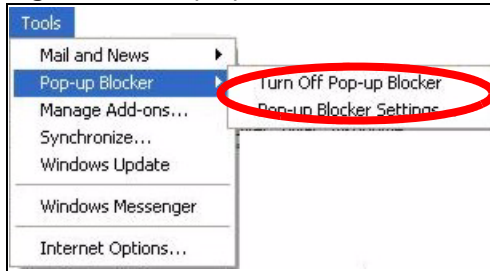 Tools
Mail and News
Pop-up Blocker
Manage Add-ons...
Synchronize...
Windows Update
Windows Messenger
Internet Options...
Turn Off Pop-up Blocker
Pop-up Blocker Settings